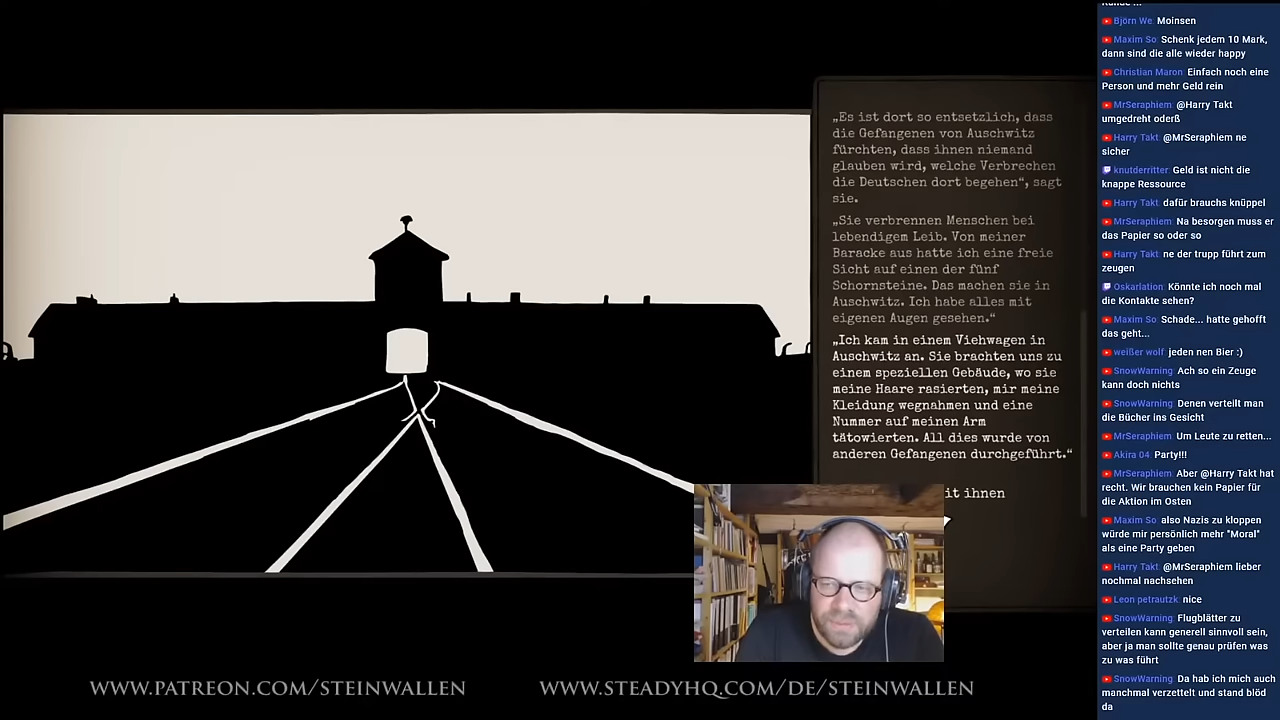 „Es ist dort so entsetzlich, dass
die Gefangenen von Auschwitz
fürchten, dass ihnen niemand
glauben wird, welche Verbrechen
die Deutschen dort begehen“, sagt
sie.
„Sie verbrennen Menschen bei
lebendigem Leib. Von meiner
Baracke aus hatte ich eine freie
Sicht auf einen der fünf
Schornsteine. Das machen sie in
Auschwitz. Ich habe alles mit
eigenen Augen gesehen.“
„Ich kam in einem Viehwagen in
Auschwitz an. Sie brachten uns zu
einem speziellen Gebäude, wo sie
meine Haare rasierten, mir meine
Kleidung wegnahmen und eine
Nummer auf meinen Arm
tätowierten. All dies wurde von
anderen Gefangenen durchgeführt.“
it ihnen
WWW.PATREON.COM/STEINWALLEN
WWW.STEADYHQ.COM/DE/STEINWALLEN
Björn We: Moinsen
Maxim So: Schenk jedem 10 Mark,
dann sind die alle wieder happy
Christian Maron: Einfach noch eine
Person und mehr Geld rein
MrSeraphiem: @Harry Takt
umgedreht oderß
Harry Takt: @MrSeraphiem ne
sicher
knutderritter: Geld ist nicht die
knappe Ressource
Harry Takt: dafür brauchs knüppel
MrSeraphiem: Na besorgen muss er
das Papier so oder so
Harry Takt: ne der trupp führt zum
zeugen
Oskarlation: Könnte ich noch mal
die Kontakte sehen?
Maxim So: Schade... hatte gehofft
das geht...
weißer wolf: jeden nen Bier :)
SnowWarning: Ach so ein Zeuge
kann doch nichts
SnowWarning: Denen verteilt man
die Bücher ins Gesicht
MrSeraphiem: Um Leute zu retten...
Akira 04: Party!!!
MrSeraphiem: Aber @Harry Takt hat
recht. Wir brauchen kein Papier für
die Aktion im Osten
Maxim So: also Nazis zu kloppen
würde mir persönlich mehr "Moral"
als eine Party geben
Harry Takt: @MrSeraphiem lieber
nochmal nachsehen
Leon petrautzk: nice
SnowWarning: Flugblätter zu
verteilen kann generell sinnvoll sein,
aber ja man sollte genau prüfen was
zu was führt
SnowWarning: Da hab ich mich auch
manchmal verzettelt und stand blöd
da